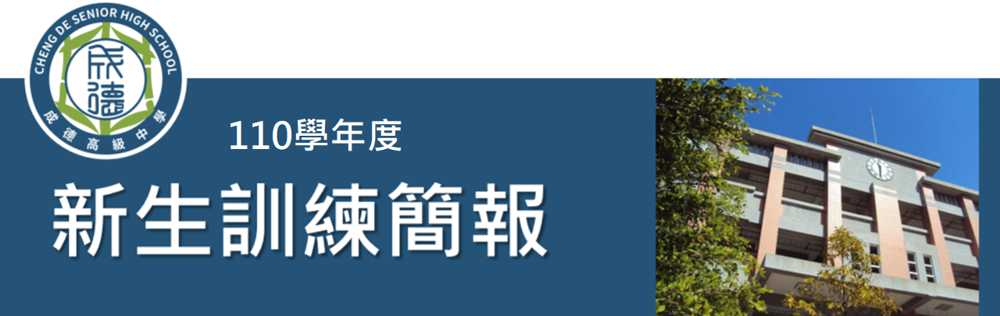 CHENG DE SENIOR HIGH SCHOOL
成德
成德高級中學
110學年度
新生訓練簡報